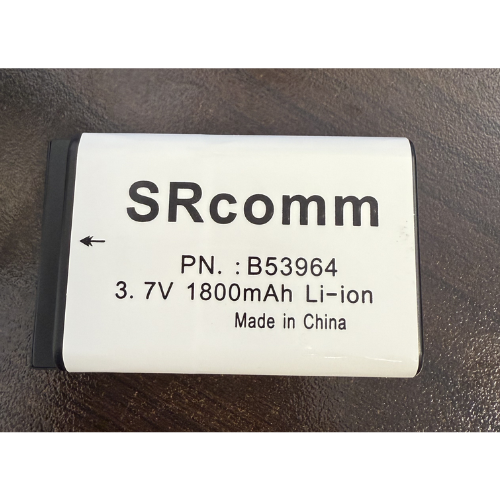 SRcomm
PN. : B53964
3. 7V 1800mAh Li-ion
Made in China